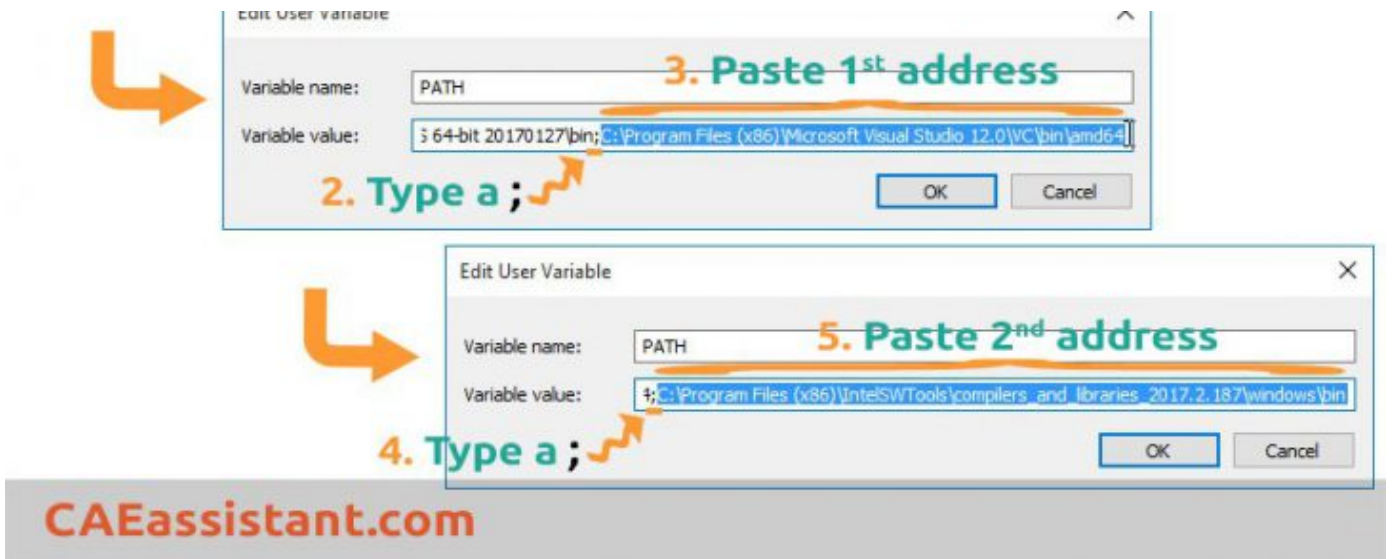 Edit User Variable
3. Paste 1st address
Variable name: PATH
Variable value: 64-bit 20170127\bin;C:\Program Files (x86)\Microsoft Visual Studio 12.0\VC\bin\amd64
2. Type a ;
OK Cancel
Edit User Variable
5. Paste 2nd address
Variable name: PATH
Variable value: ;C:\Program Files (x86)\IntelSWTools\compilers_and_libraries_2017.2.187\windows\bin
4. Type a ;
OK Cancel
CAEassistant.com